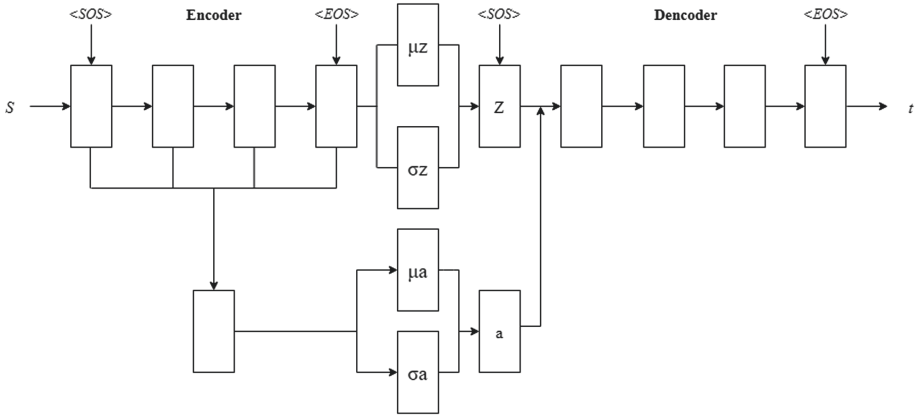 <SOS>
Encoder
<EOS>
<SOS>
Dencoder
<EOS>
μz
S
Z
t
σz
μa
a
σa